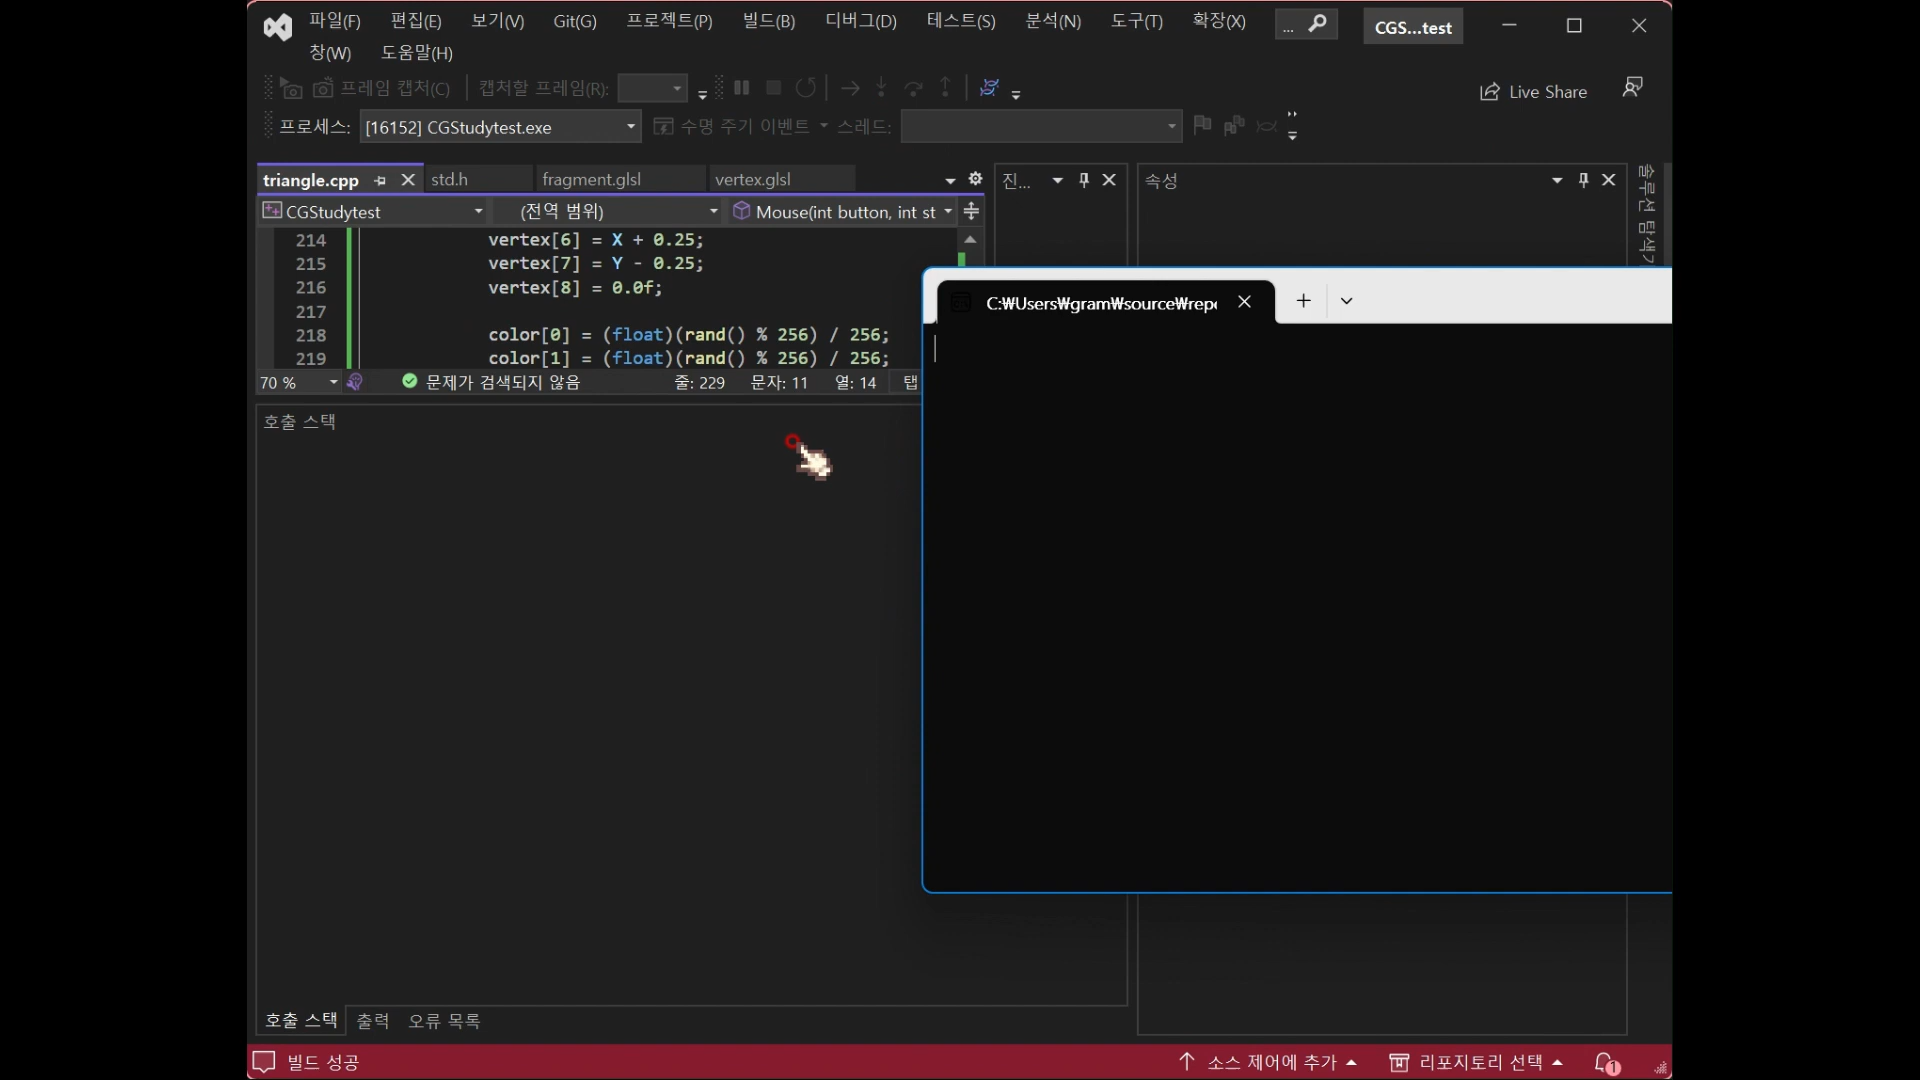 파일(F) 편집(E) 보기(V) Git(G) 프로젝트(P) 빌드(B) 디버그(D) 테스트(S) 분석(N) 도구(T) 확장(X) ... CGS...test
창(W) 도움말(H)
프레임 캡처(C) 캡처할 프레임(R): Live Share
프로세스: [16152] CGStudytest.exe 수명 주기 이벤트 스레드:
triangle.cpp std.h fragment.glsl vertex.glsl 진... 속성
솔루션 탐색기
CGStudytest (전역 범위) Mouse(int button, int st
214 vertex[6] = X + 0.25;
215 vertex[7] = Y - 0.25;
216 vertex[8] = 0.0f;
217
218 color[0] = (float)(rand() % 256) / 256;
219 color[1] = (float)(rand() % 256) / 256;
C:₩Users₩gram₩source₩repo
70 % 문제가 검색되지 않음 줄: 229 문자: 11 열: 14 탭
호출 스택
호출 스택 출력 오류 목록
빌드 성공 소스 제어에 추가 리포지토리 선택 1